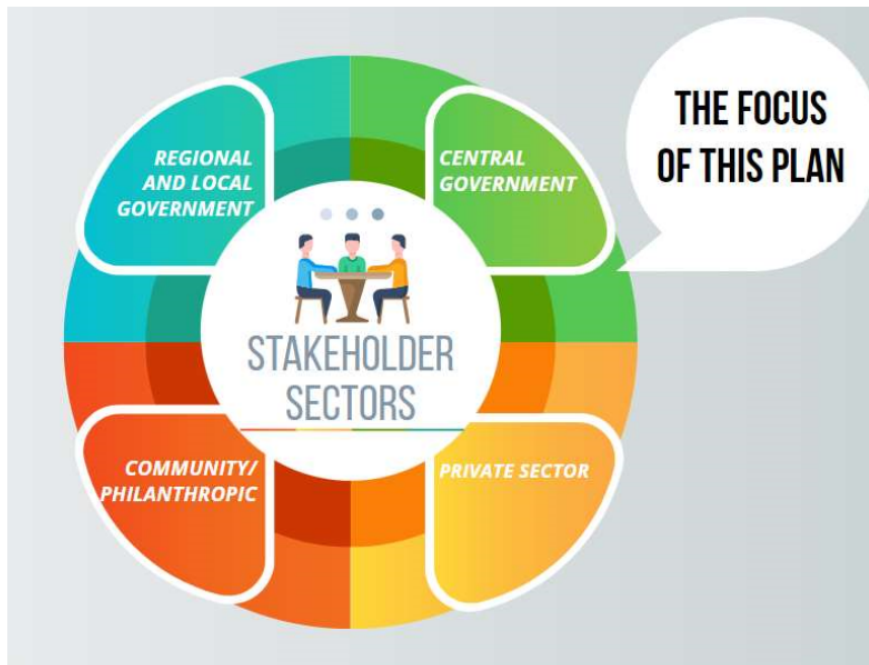 THE FOCUS
OF THIS PLAN
REGIONAL
AND LOCAL
GOVERNMENT
CENTRAL
GOVERNMENT
STAKEHOLDER
SECTORS
COMMUNITY/
PHILANTHROPIC
PRIVATE SECTOR